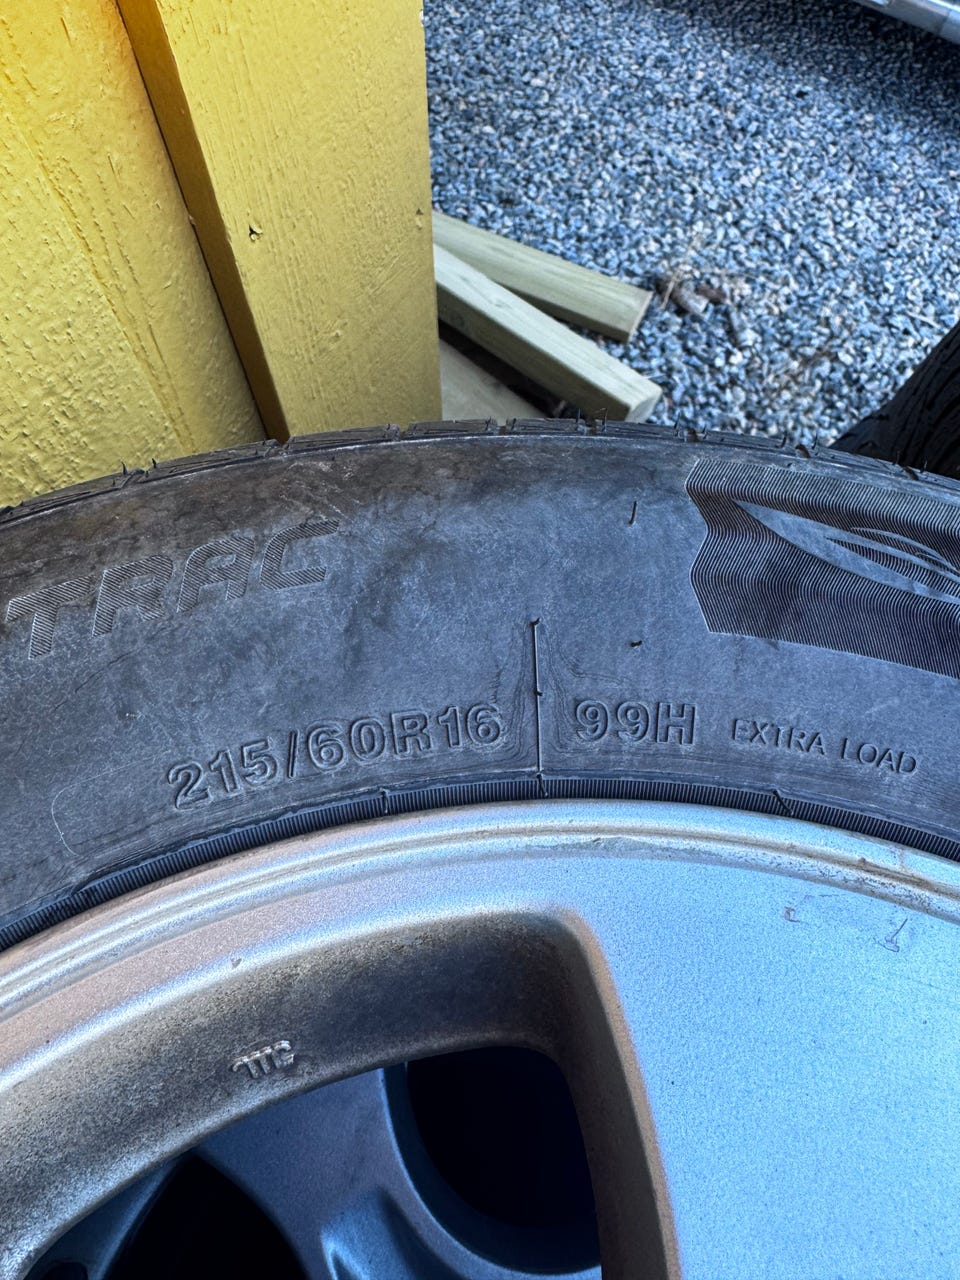 TRAC
215/60R16 99H EXTRA LOAD